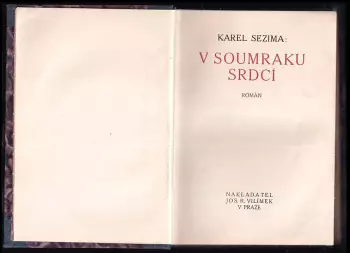 KAREL SEZIMA:
V SOUMRAKU
SRDCÍ
ROMÁN
NAKLADATEL
JOS. R. VILÍMEK
V PRAZE